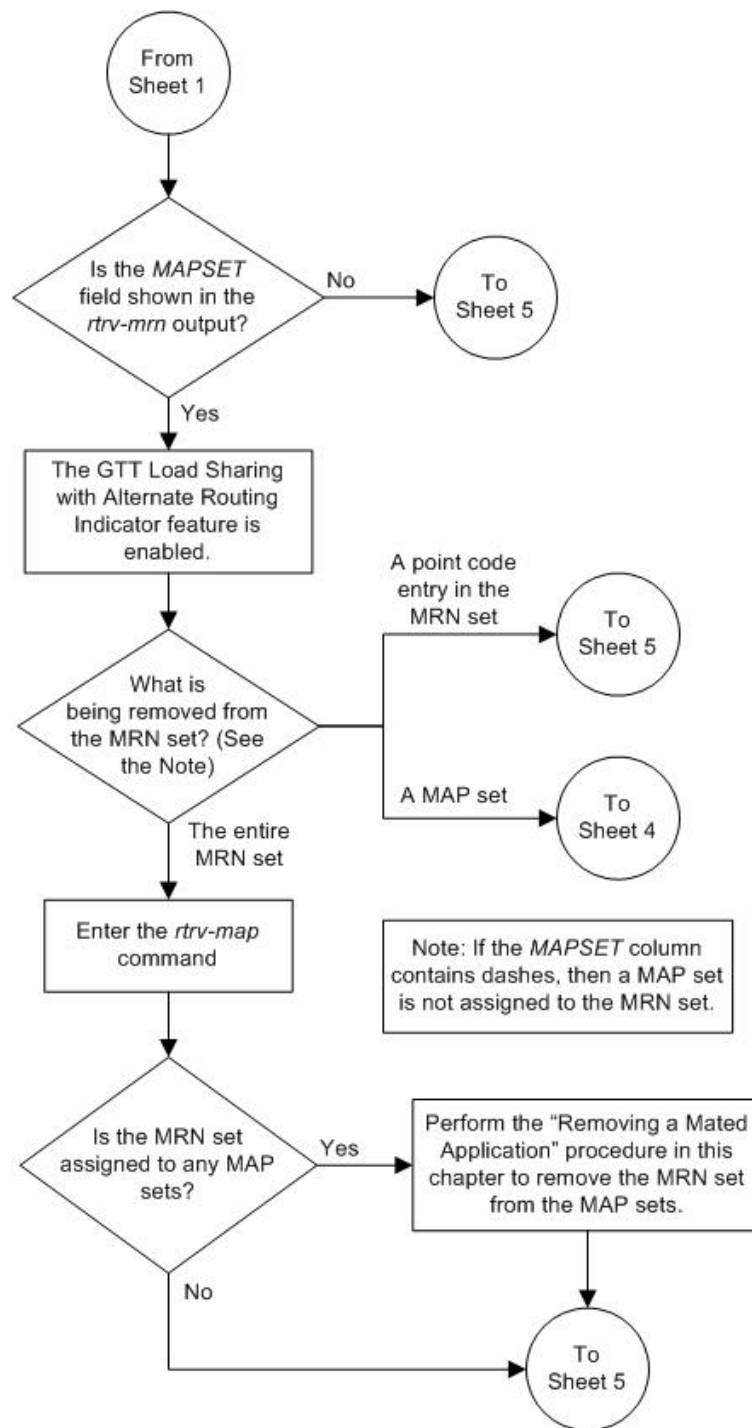 From
Sheet 1
Is the MAPSET
field shown in the
rtrv-mrn output?
No
To
Sheet 5
Yes
The GTT Load Sharing
with Alternate Routing
Indicator feature is
enabled.
A point code
entry in the
MRN set
To
Sheet 5
What is
being removed from
the MRN set? (See
the Note)
A MAP set
To
Sheet 4
The entire
MRN set
Enter the rtrv-map
command
Note: If the MAPSET column
contains dashes, then a MAP set
is not assigned to the MRN set.
Is the MRN set
assigned to any MAP
sets?
Yes
Perform the “Removing a Mated
Application" procedure in this
chapter to remove the MRN set
from the MAP sets.
No
To
Sheet 5